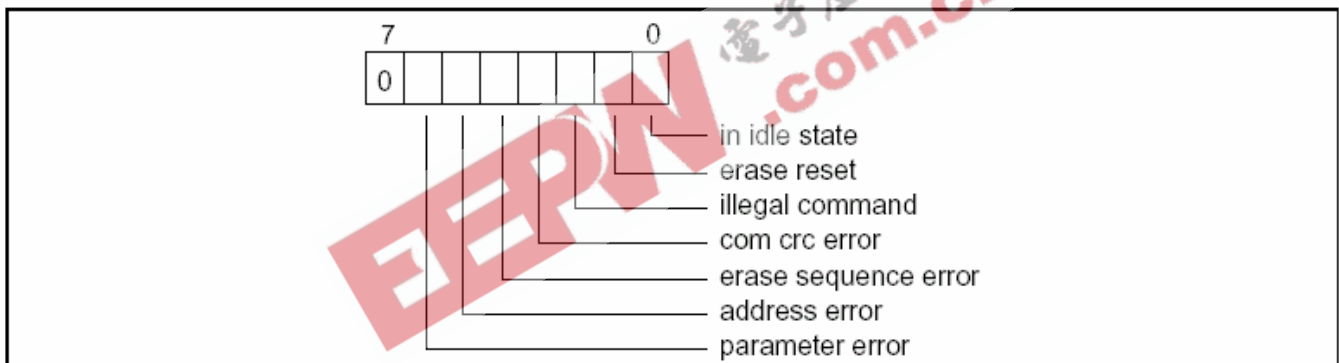 7 0
0
in idle state
erase reset
illegal command
com crc error
erase sequence error
address error
parameter error
EEPW
.com.c